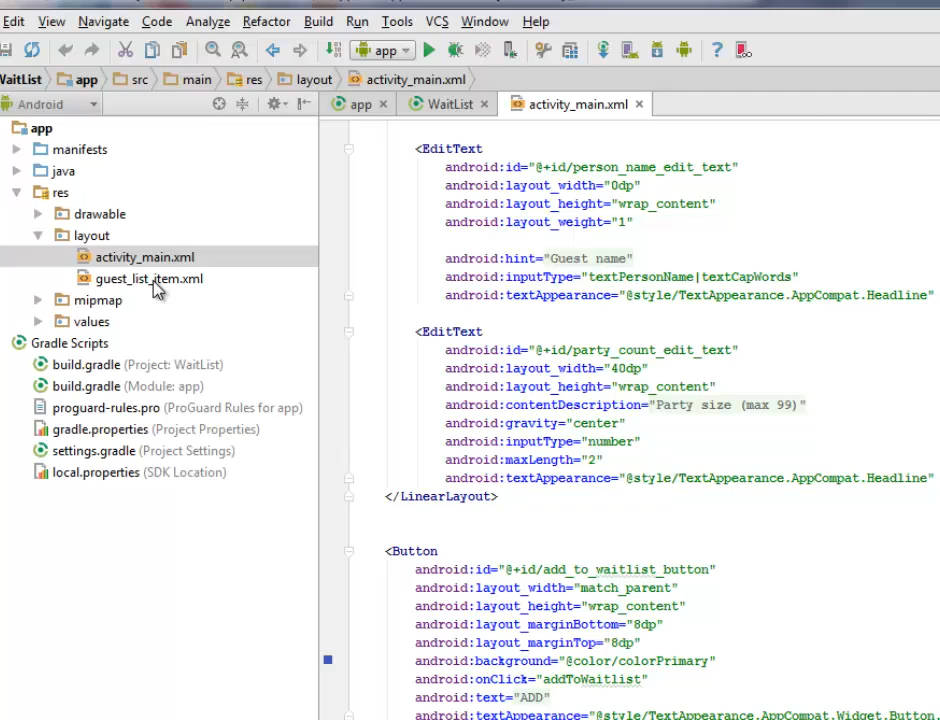 Edit View Navigate Code Analyze Refactor Build Run Tools VCS Window Help
app
WaitList app src main res layout activity_main.xml
Android app WaitList activity_main.xml
app
manifests
java
res
drawable
layout
activity_main.xml
guest_list_item.xml
mipmap
values
Gradle Scripts
build.gradle (Project: WaitList)
build.gradle (Module: app)
proguard-rules.pro (ProGuard Rules for app)
gradle.properties (Project Properties)
settings.gradle (Project Settings)
local.properties (SDK Location)
<EditText
android:id="@+id/person_name_edit_text"
android:layout_width="0dp"
android:layout_height="wrap_content"
android:layout_weight="1"
android:hint="Guest name"
android:inputType="textPersonName|textCapWords"
android:textAppearance="@style/TextAppearance.AppCompat.Headline"
<EditText
android:id="@+id/party_count_edit_text"
android:layout_width="40dp"
android:layout_height="wrap_content"
android:contentDescription="Party size (max 99)"
android:gravity="center"
android:inputType="number"
android:maxLength="2"
android:textAppearance="@style/TextAppearance.AppCompat.Headline"
</LinearLayout>
<Button
android:id="@+id/add_to_waitlist_button"
android:layout_width="match_parent"
android:layout_height="wrap_content"
android:layout_marginBottom="8dp"
android:layout_marginTop="8dp"
android:background="@color/colorPrimary"
android:onClick="addToWaitlist"
android:text="ADD"
android:textAppearance="@style/TextAppearance.AppCompat.Widget.Button